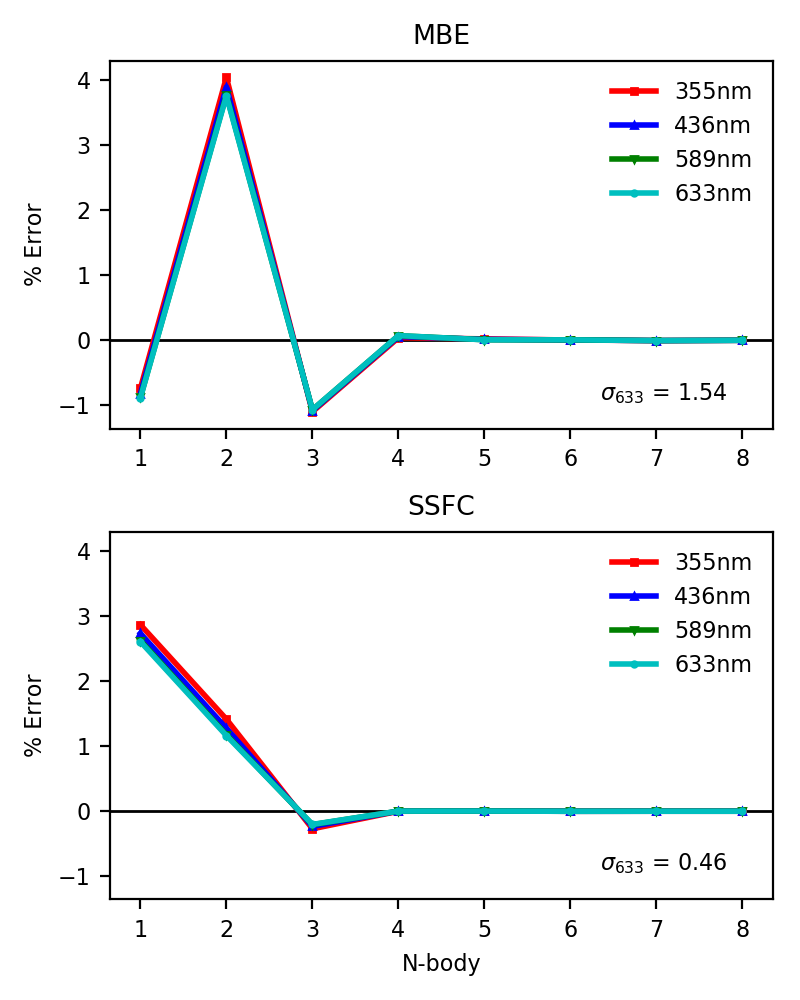 MBE
% Error
4
3
2
1
0
−1
355nm
436nm
589nm
633nm
σ633 = 1.54
1 2 3 4 5 6 7 8
SSFC
% Error
4
3
2
1
0
−1
355nm
436nm
589nm
633nm
σ633 = 0.46
1 2 3 4 5 6 7 8
N-body